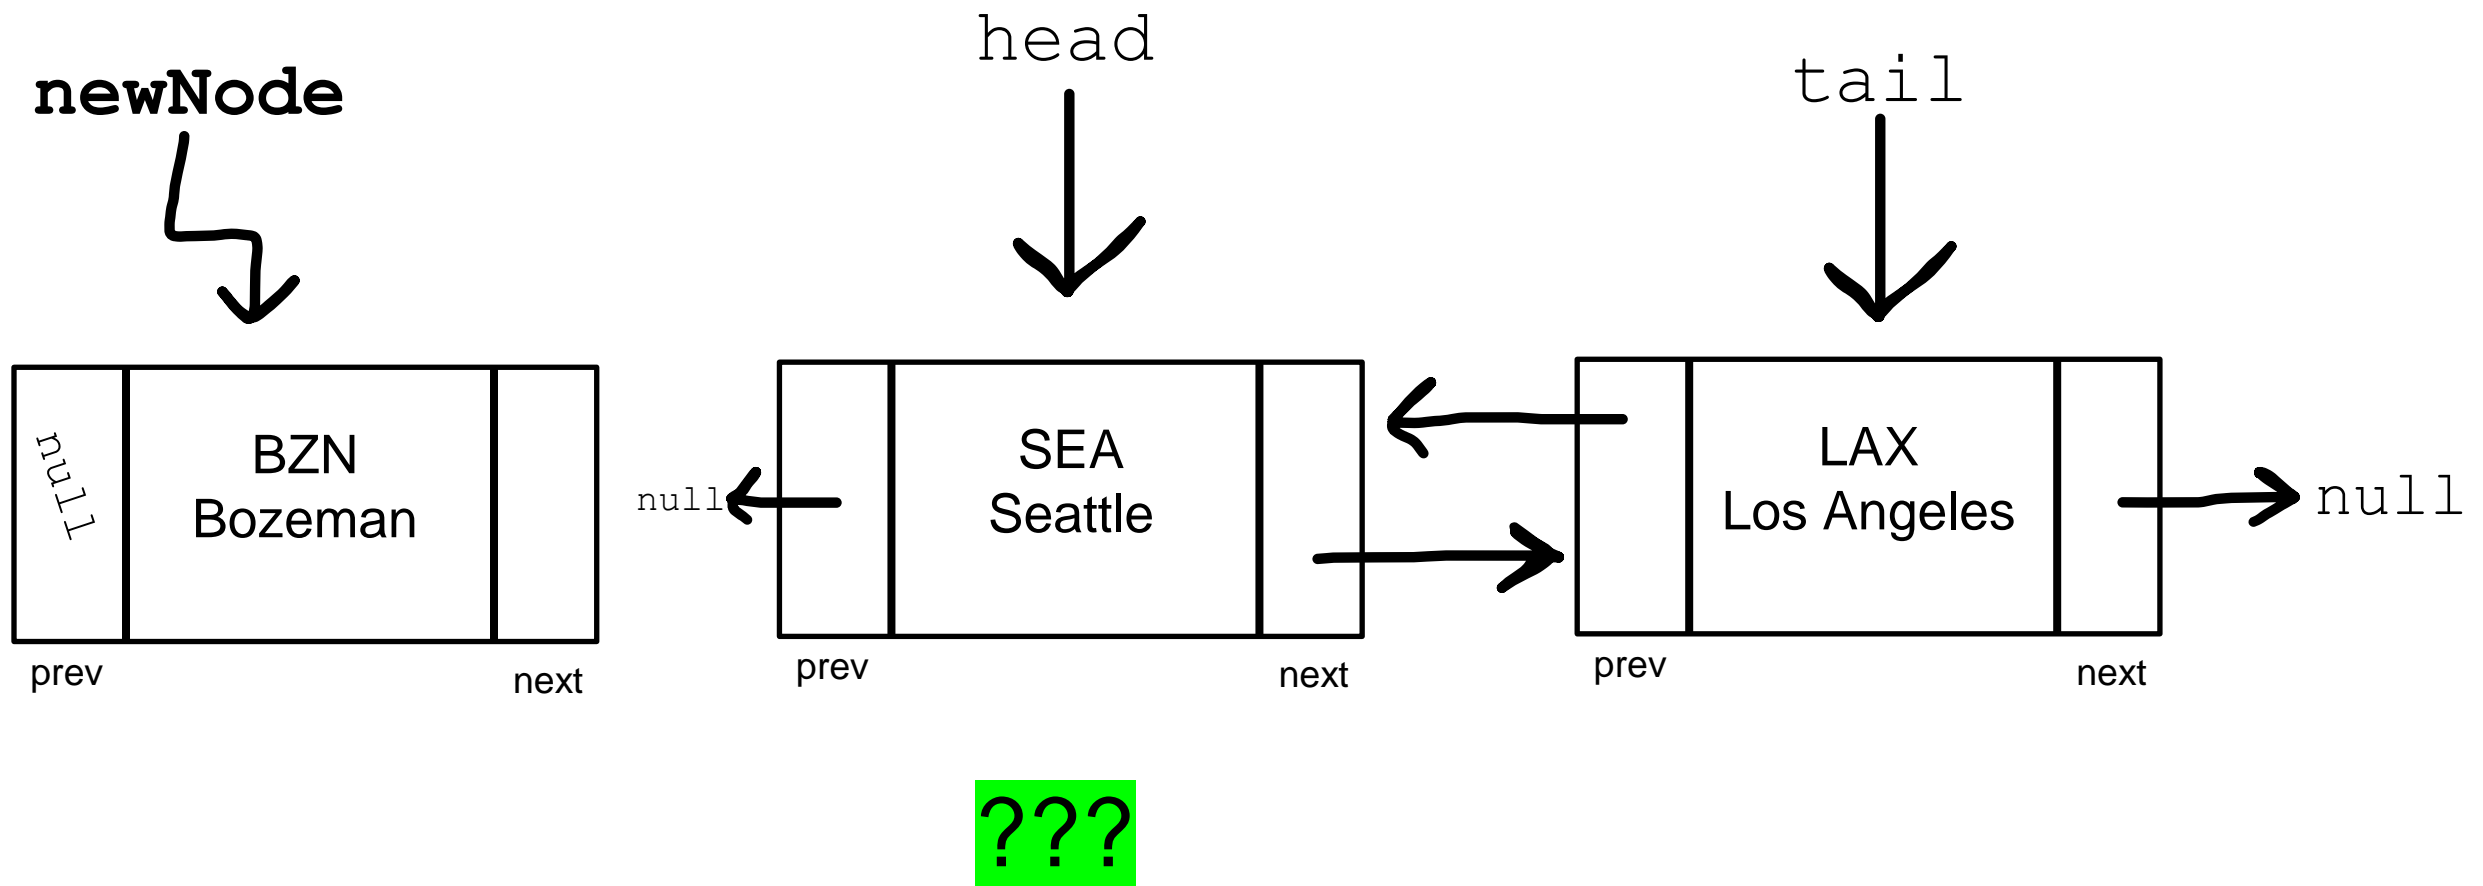 head
newNode
tail
null
BZN
Bozeman
null
SEA
Seattle
LAX
Los Angeles
null
prev
next
prev
next
prev
next
???